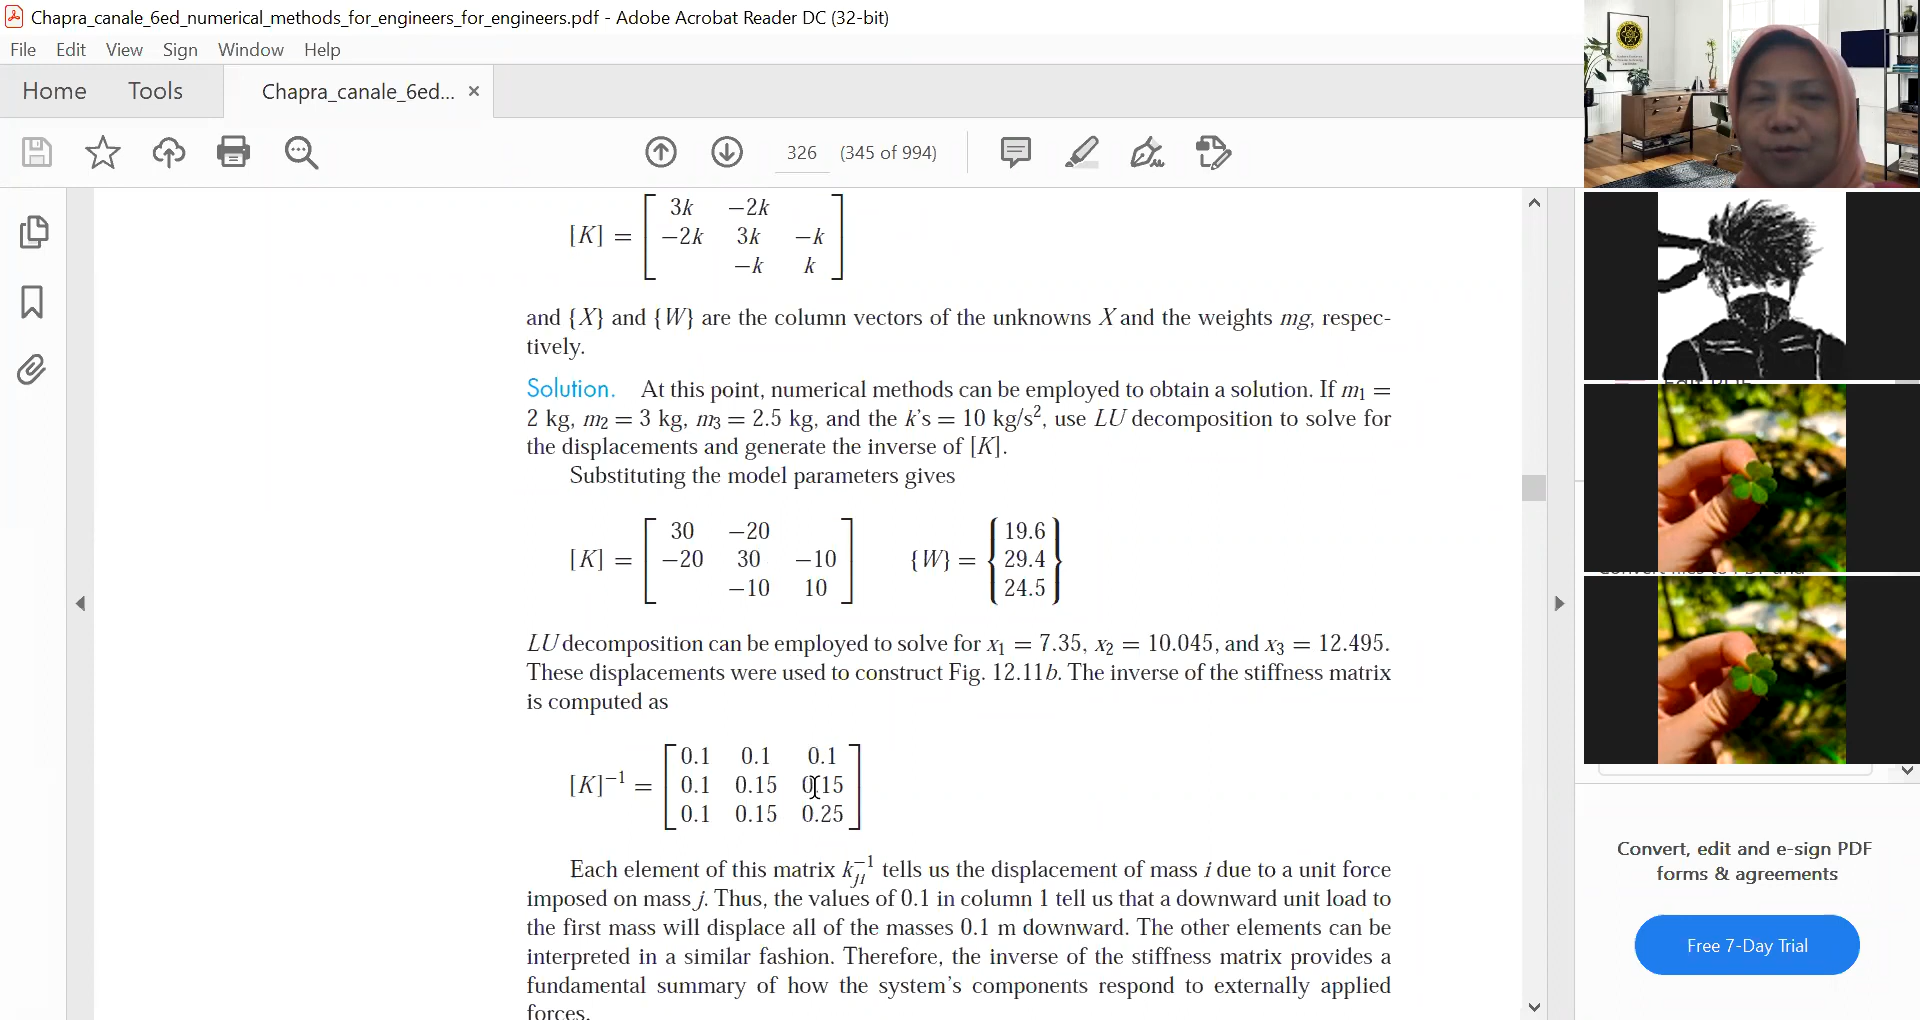 Chapra_canale_6ed_numerical_methods_for_engineers_for_engineers.pdf - Adobe Acrobat Reader DC (32-bit)
File Edit View Sign Window Help
Home Tools Chapra_canale_6ed... ×
326 (345 of 994)
[K] = [ 3k −2k
−2k 3k −k
−k k ]
and {X} and {W} are the column vectors of the unknowns X and the weights mg, respec-
tively.
Solution. At this point, numerical methods can be employed to obtain a solution. If m1 =
2 kg, m2 = 3 kg, m3 = 2.5 kg, and the k's = 10 kg/s², use LU decomposition to solve for
the displacements and generate the inverse of [K].
Substituting the model parameters gives
[K] = [ 30 −20
−20 30 −10
−10 10 ]
{W} = { 19.6
29.4
24.5 }
LU decomposition can be employed to solve for x1 = 7.35, x2 = 10.045, and x3 = 12.495.
These displacements were used to construct Fig. 12.11b. The inverse of the stiffness matrix
is computed as
[K]⁻¹ = [ 0.1 0.1 0.1
0.1 0.15 0.15
0.1 0.15 0.25 ]
Each element of this matrix kji⁻¹ tells us the displacement of mass i due to a unit force
imposed on mass j. Thus, the values of 0.1 in column 1 tell us that a downward unit load to
the first mass will displace all of the masses 0.1 m downward. The other elements can be
interpreted in a similar fashion. Therefore, the inverse of the stiffness matrix provides a
fundamental summary of how the system's components respond to externally applied
forces.
Convert, edit and e-sign PDF
forms & agreements
Free 7-Day Trial